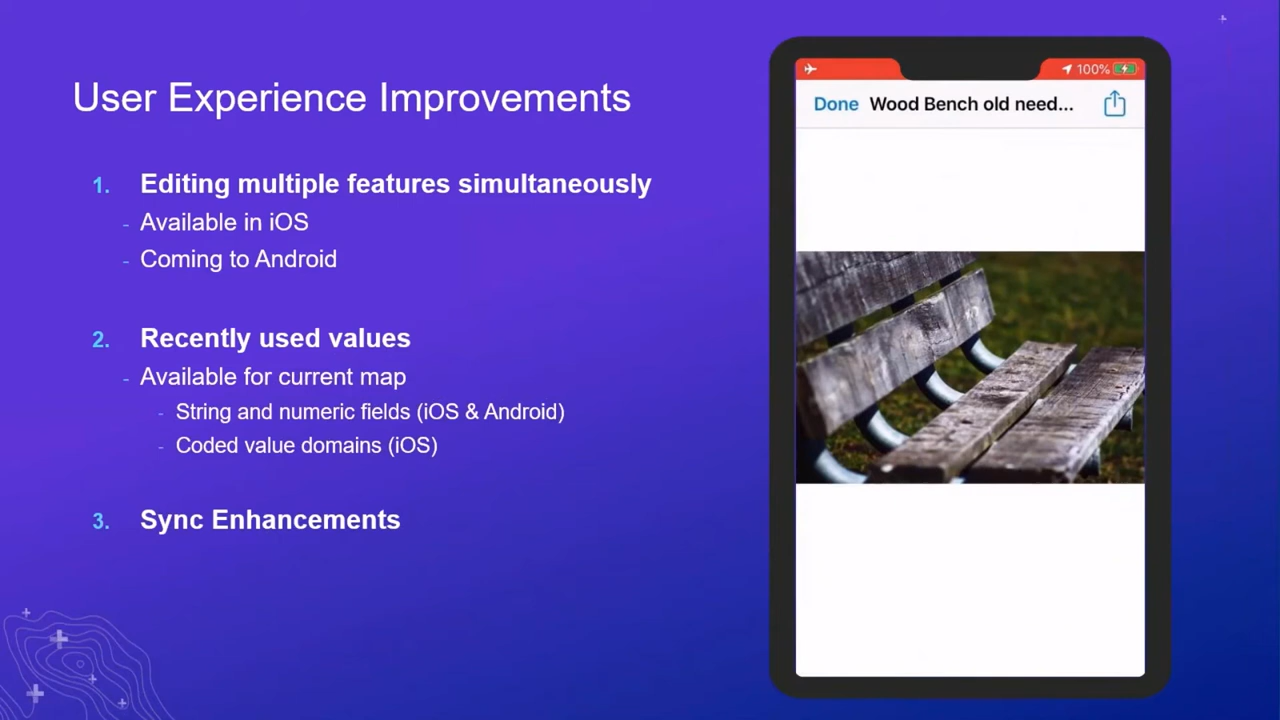 User Experience Improvements
1. Editing multiple features simultaneously
- Available in iOS
- Coming to Android
2. Recently used values
- Available for current map
- String and numeric fields (iOS & Android)
- Coded value domains (iOS)
3. Sync Enhancements
100%
Done Wood Bench old need...